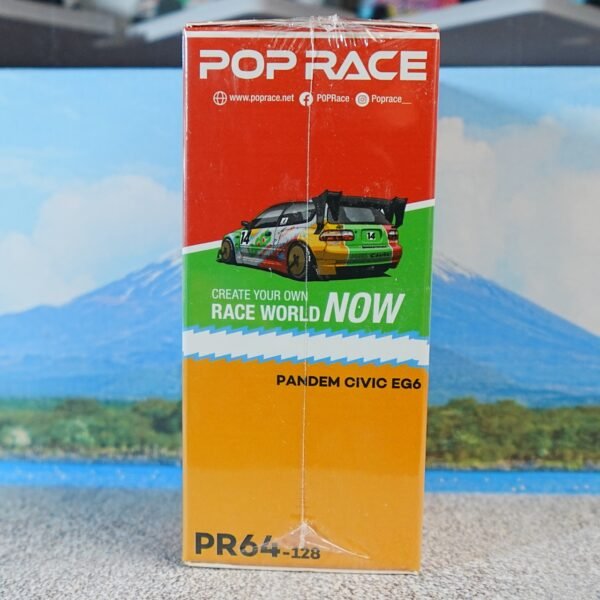 POP RACE
www.poprace.net POPRace Poprace__
14
14
CREATE YOUR OWN
RACE WORLD NOW
PANDEM CIVIC EG6
PR64-128